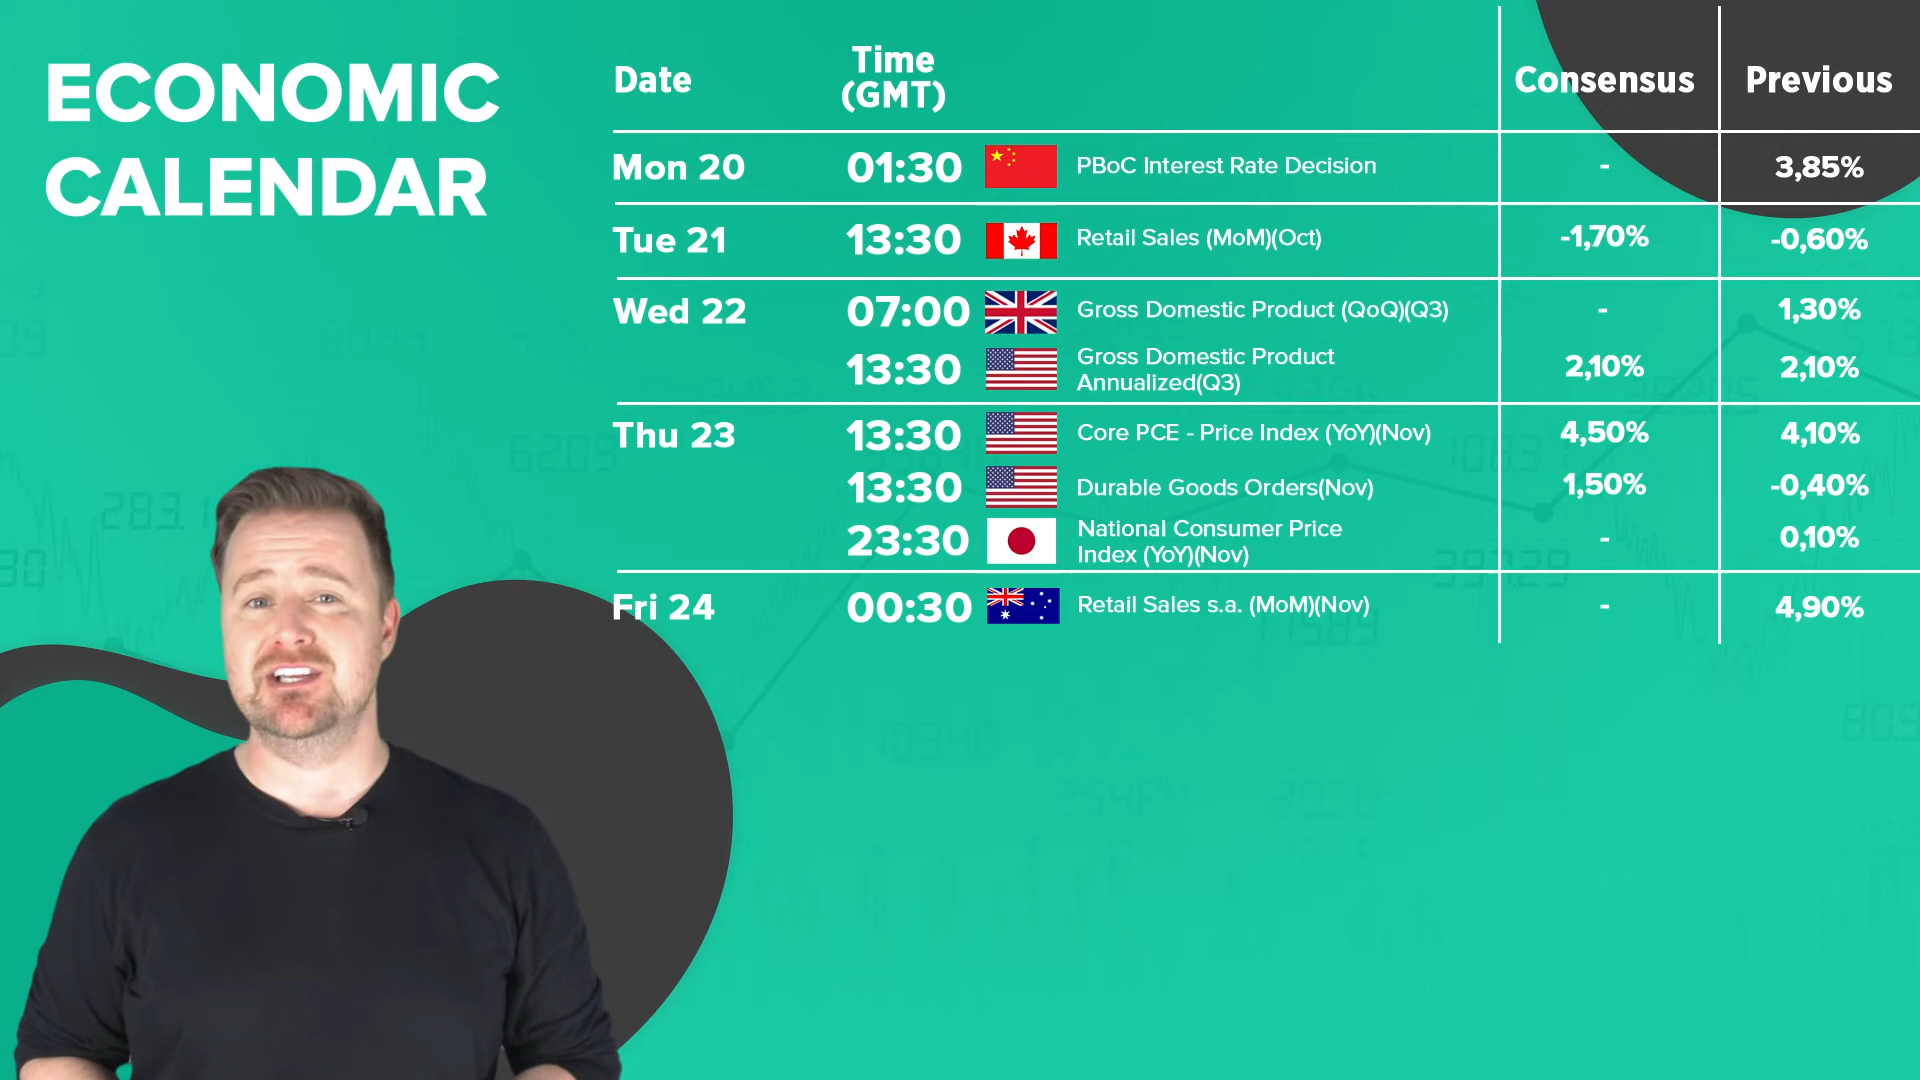 ECONOMIC
CALENDAR
Date Time (GMT) Consensus Previous
Mon 20 01:30 PBoC Interest Rate Decision - 3,85%
Tue 21 13:30 Retail Sales (MoM)(Oct) -1,70% -0,60%
Wed 22 07:00 Gross Domestic Product (QoQ)(Q3) - 1,30%
13:30 Gross Domestic Product
Annualized(Q3) 2,10% 2,10%
Thu 23 13:30 Core PCE - Price Index (YoY)(Nov) 4,50% 4,10%
13:30 Durable Goods Orders(Nov) 1,50% -0,40%
23:30 National Consumer Price
Index (YoY)(Nov) - 0,10%
Fri 24 00:30 Retail Sales s.a. (MoM)(Nov) - 4,90%